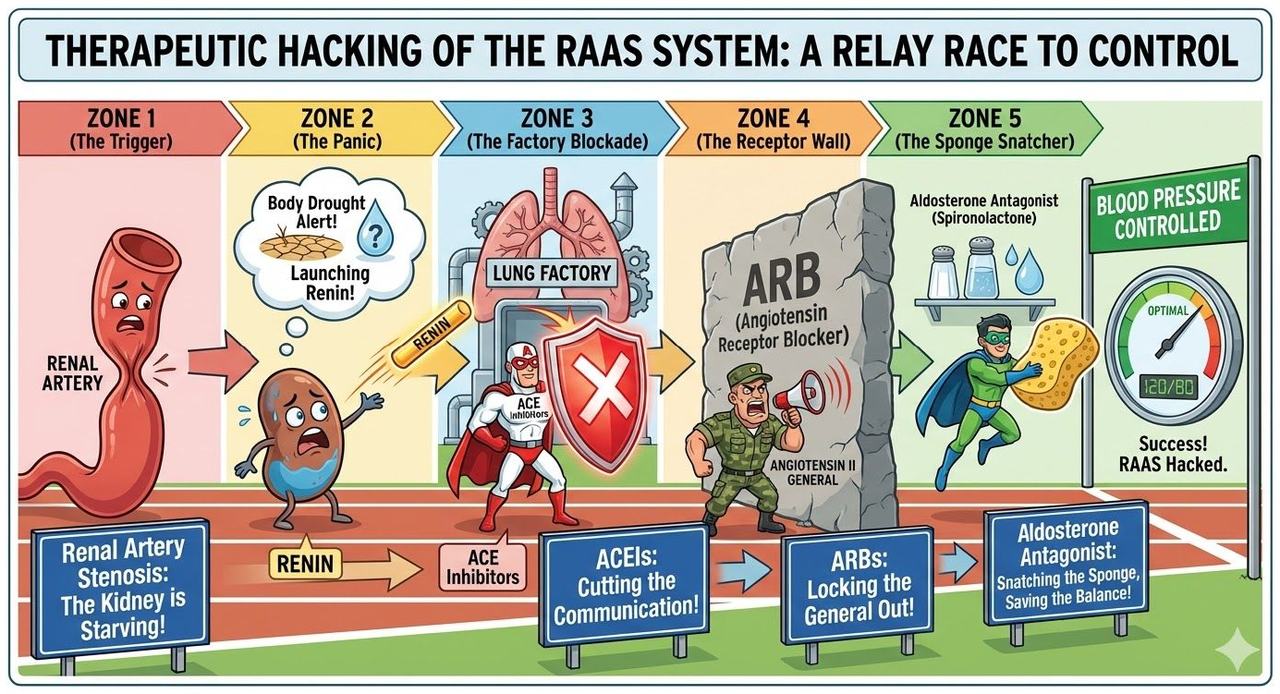 THERAPEUTIC HACKING OF THE RAAS SYSTEM: A RELAY RACE TO CONTROL
ZONE 1
(The Trigger)
ZONE 2
(The Panic)
ZONE 3
(The Factory Blockade)
ZONE 4
(The Receptor Wall)
ZONE 5
(The Sponge Snatcher)
RENAL
ARTERY
Body Drought
Alert!
?
Launching
Renin!
RENIN
LUNG FACTORY
A
ACE
InhIbitors
ARB
(Angiotensin
Receptor Blocker)
ANGIOTENSIN II
GENERAL
Aldosterone Antagonist
(Spironolactone)
BLOOD PRESSURE
CONTROLLED
OPTIMAL
120/80
Success!
RAAS Hacked.
Renal Artery
Stenosis:
The Kidney is
Starving!
RENIN
ACE
Inhibitors
ACEIs:
Cutting the
Communication!
ARBs:
Locking the
General Out!
Aldosterone
Antagonist:
Snatching the Sponge,
Saving the Balance!